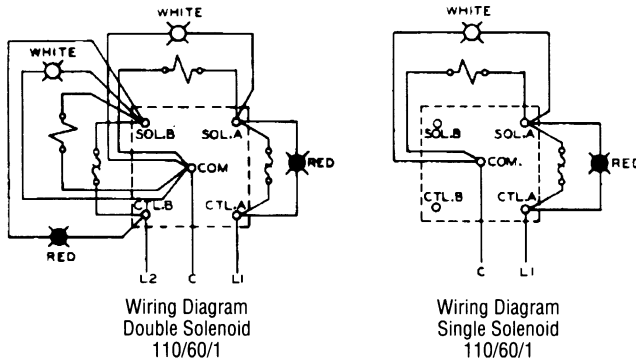 WHITE
WHITE
SOL.B
SOL.A
COM
RED
CTL.B
CTL.A
RED
L2
C
L1
Wiring Diagram
Double Solenoid
110/60/1
WHITE
SOL.B
SOL.A
COM.
RED
CTL.B
CTL.A
C
L1
Wiring Diagram
Single Solenoid
110/60/1